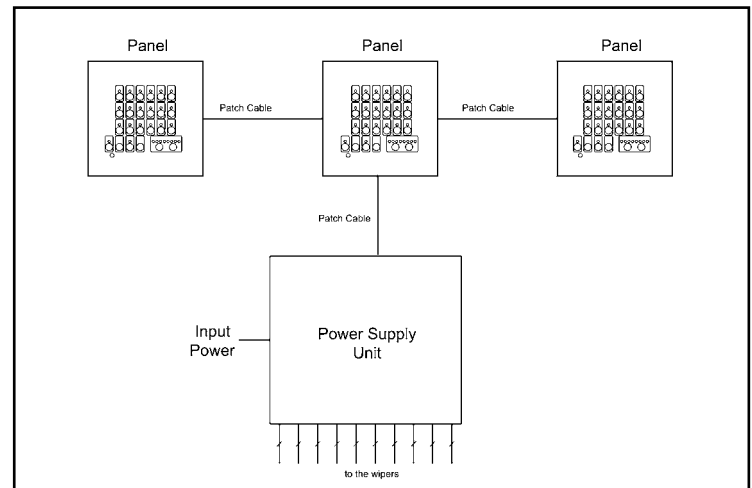 Panel
Panel
Panel
Patch Cable
Patch Cable
Patch Cable
Input
Power
Power Supply
Unit
to the wipers